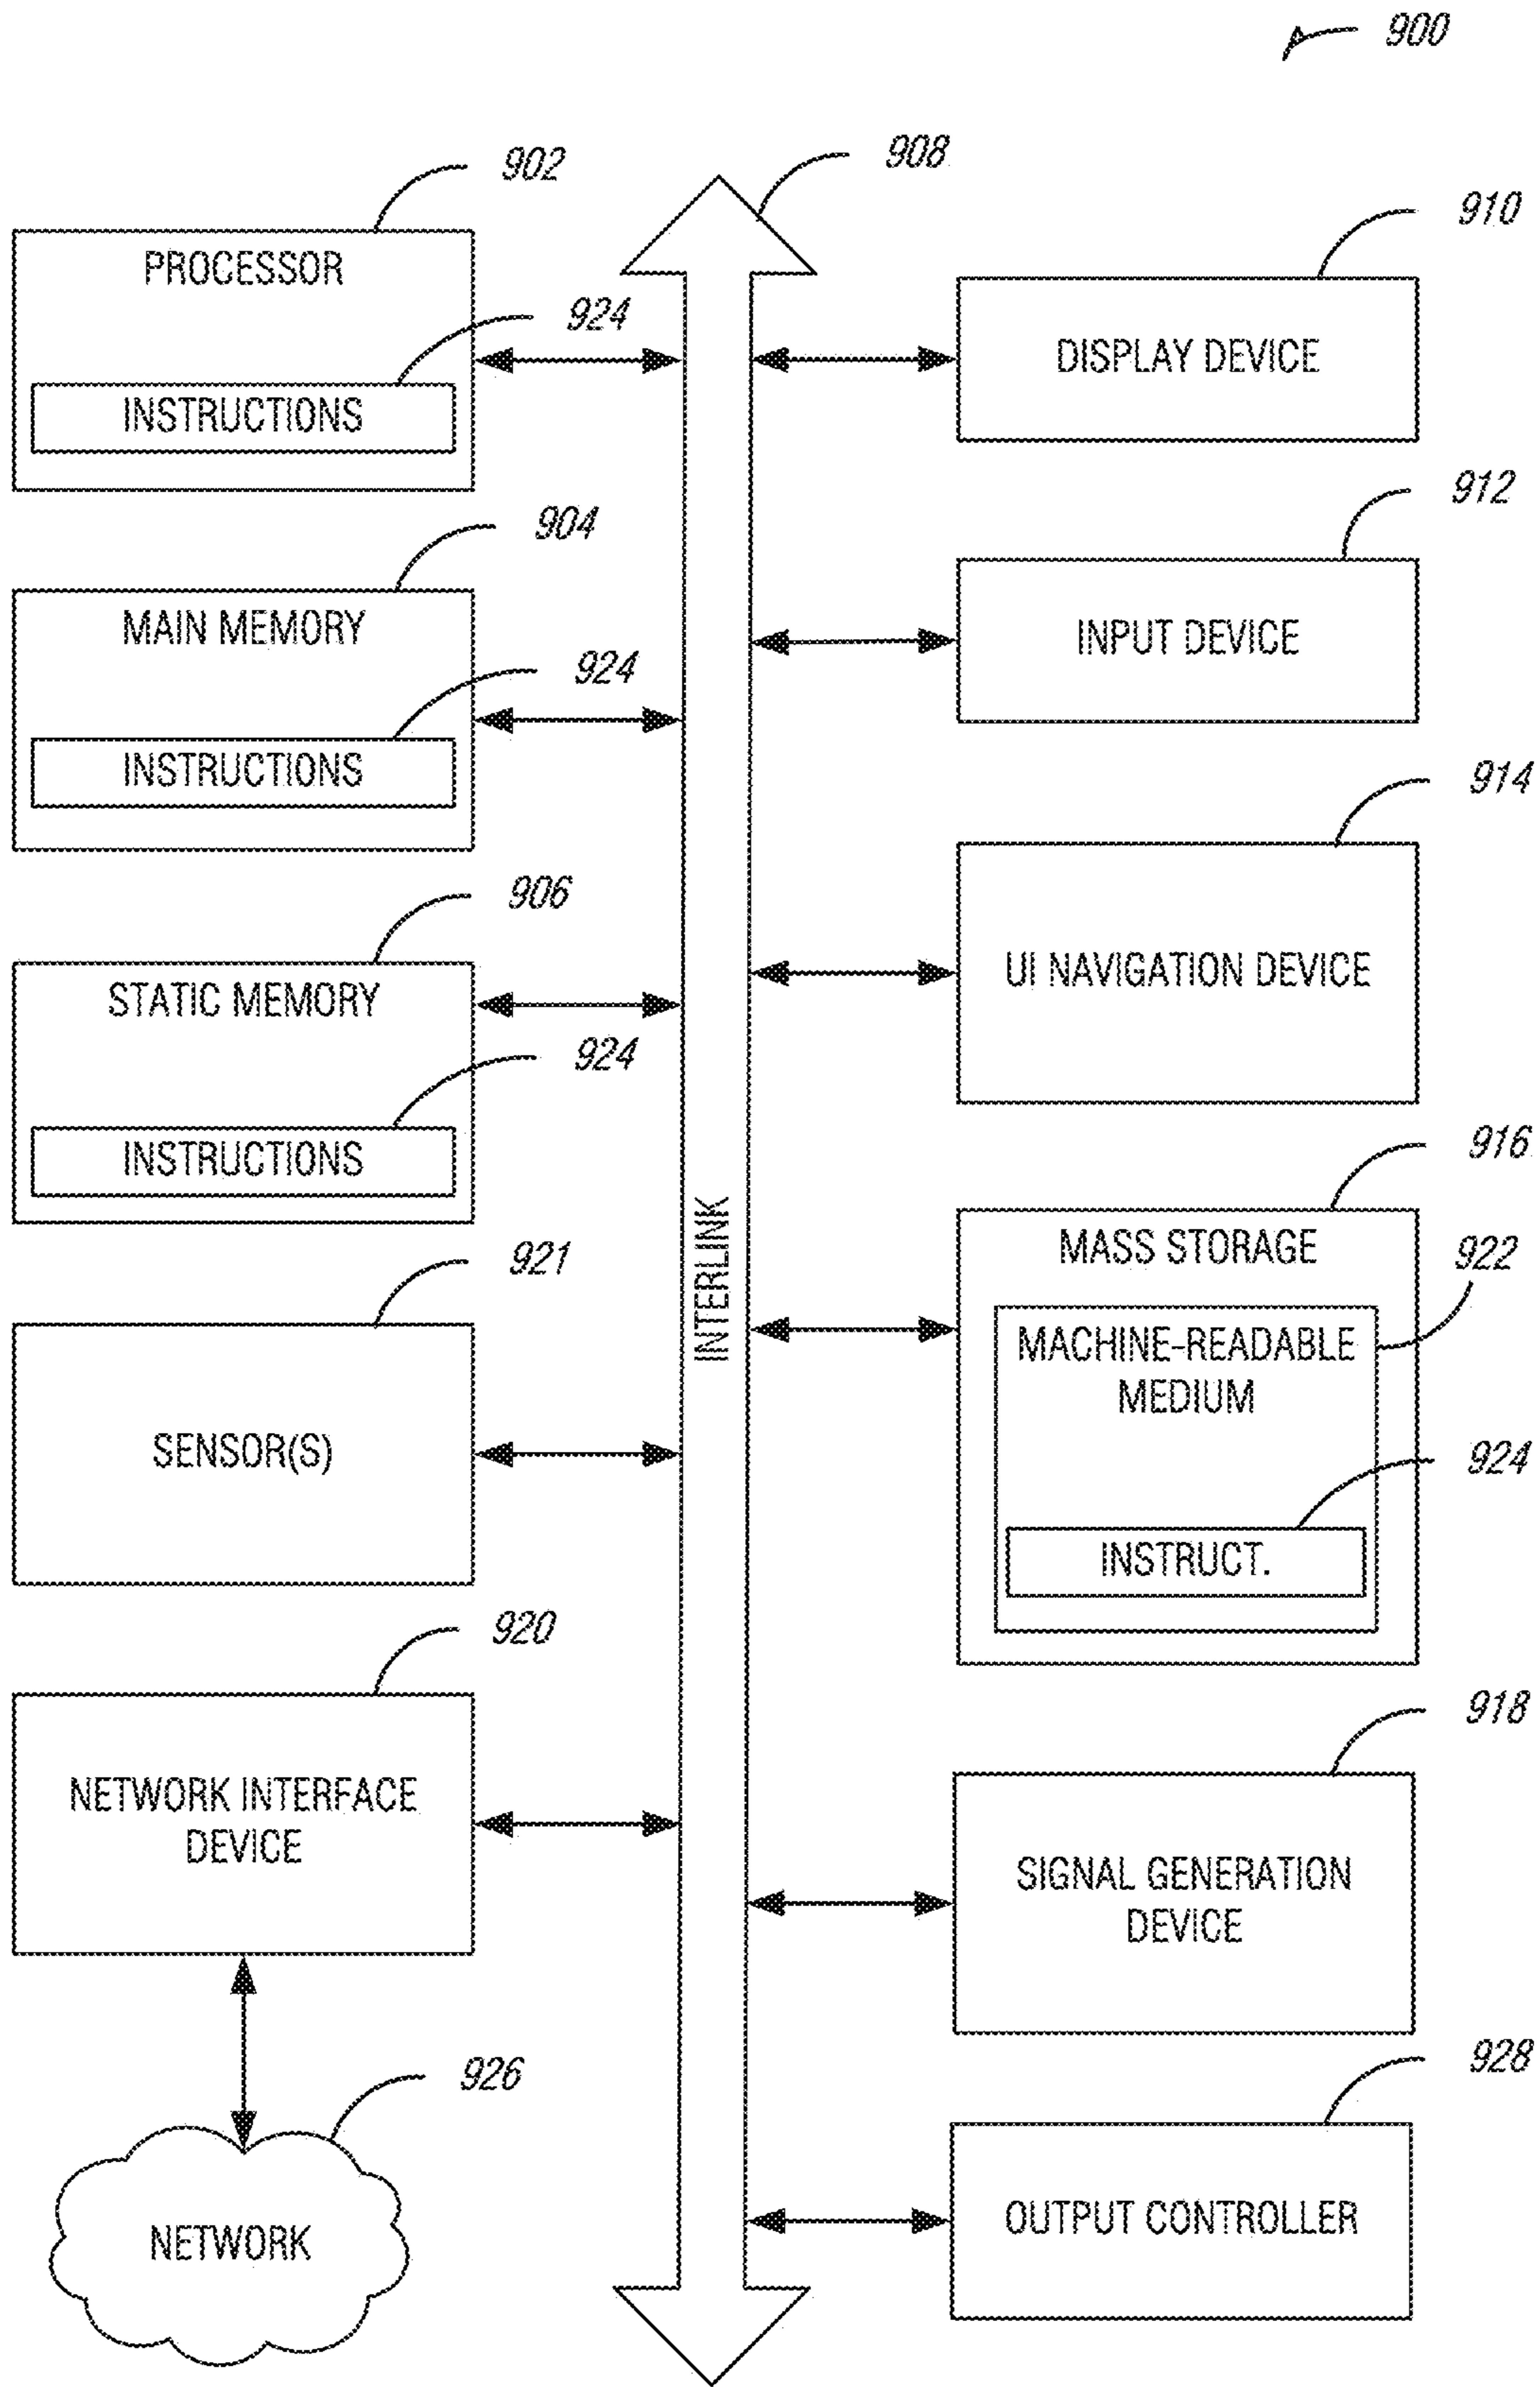 900
902
PROCESSOR
924
INSTRUCTIONS
904
MAIN MEMORY
924
INSTRUCTIONS
906
STATIC MEMORY
924
INSTRUCTIONS
921
SENSOR(S)
920
NETWORK INTERFACE
DEVICE
926
NETWORK
908
INTERLINK
910
DISPLAY DEVICE
912
INPUT DEVICE
914
UI NAVIGATION DEVICE
916
MASS STORAGE
922
MACHINE-READABLE
MEDIUM
924
INSTRUCT.
918
SIGNAL GENERATION
DEVICE
928
OUTPUT CONTROLLER